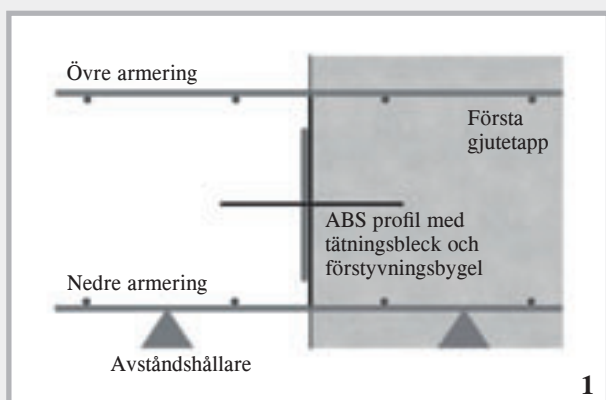 Övre armering
Första
gjutetapp
ABS profil med
tätningsbleck och
förstyvningsbygel
Nedre armering
Avståndshållare
1